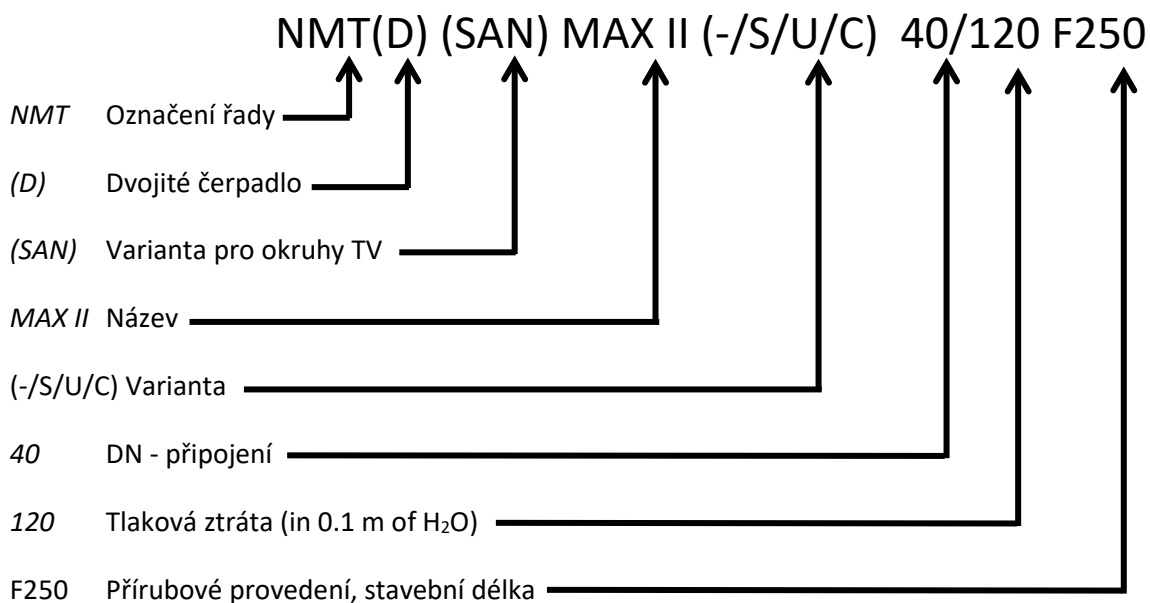 NMT(D) (SAN) MAX II (-/S/U/C) 40/120 F250
NMT Označení řady
(D) Dvojité čerpadlo
(SAN) Varianta pro okruhy TV
MAX II Název
(-/S/U/C) Varianta
40 DN - připojení
120 Tlaková ztráta (in 0.1 m of H₂O)
F250 Přírubové provedení, stavební délka